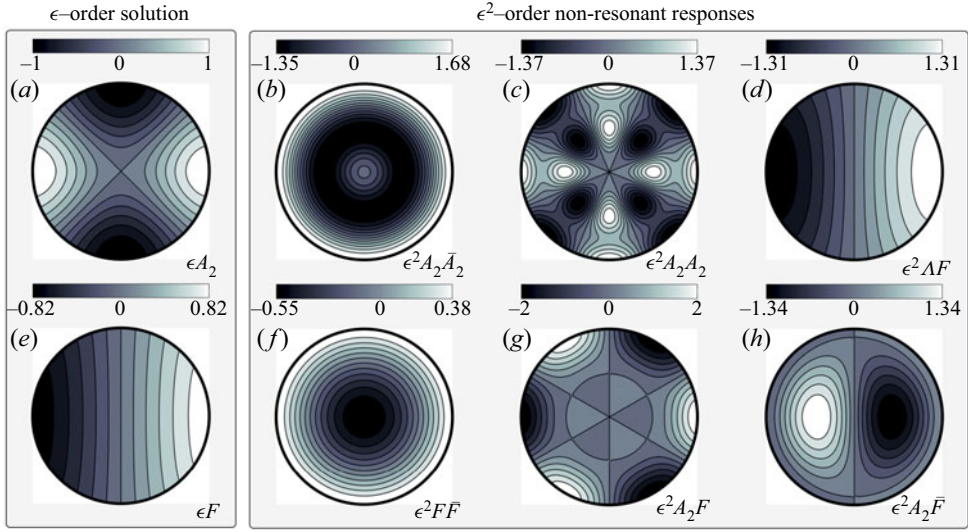 ϵ–order solution
ϵ²–order non-resonant responses
−1 0 1
−1.35 0 1.68
−1.37 1.37
−1.31 0 1.31
(a) (b) (c) (d)
ϵA₂
ϵ²A₂Ā₂
ϵ²A₂A₂
ϵ²ΛF
−0.82 0 0.82
−0.55 0 0.38
−2 0 2
−1.34 0 1.34
(e) (f) (g) (h)
ϵF
ϵ²FF̄
ϵ²A₂F
ϵ²A₂F̄